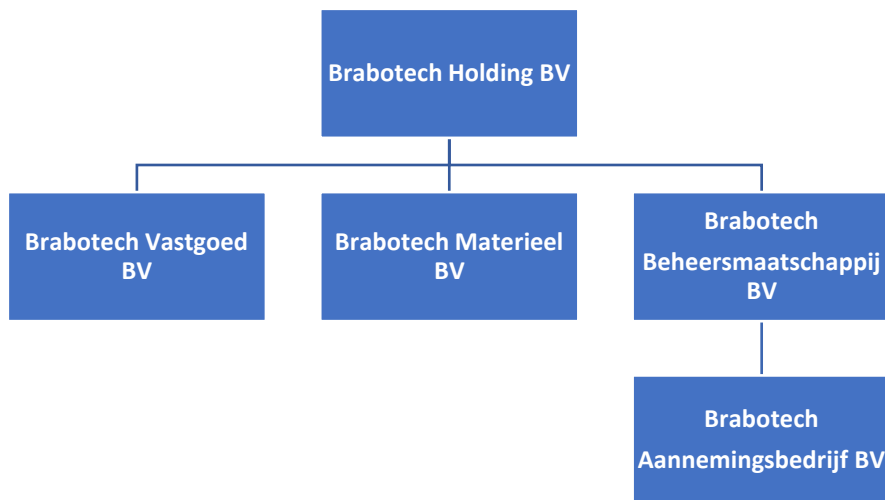 Brabotech Holding BV
Brabotech Vastgoed
BV
Brabotech Materieel
BV
Brabotech
Beheersmaatschappij
BV
Brabotech
Aannemingsbedrijf BV